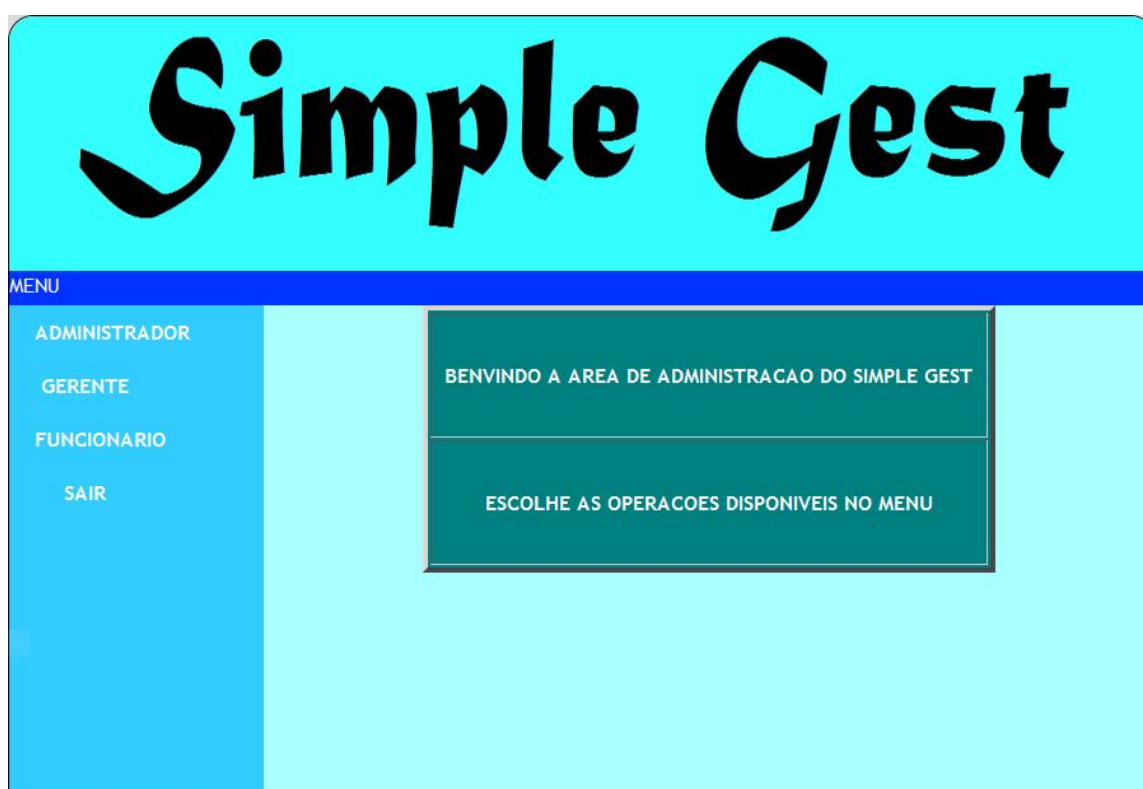 Simple Gest
MENU
ADMINISTRADOR
GERENTE
FUNCIONARIO
SAIR
BENVINDO A AREA DE ADMINISTRACAO DO SIMPLE GEST
ESCOLHE AS OPERACOES DISPONIVEIS NO MENU